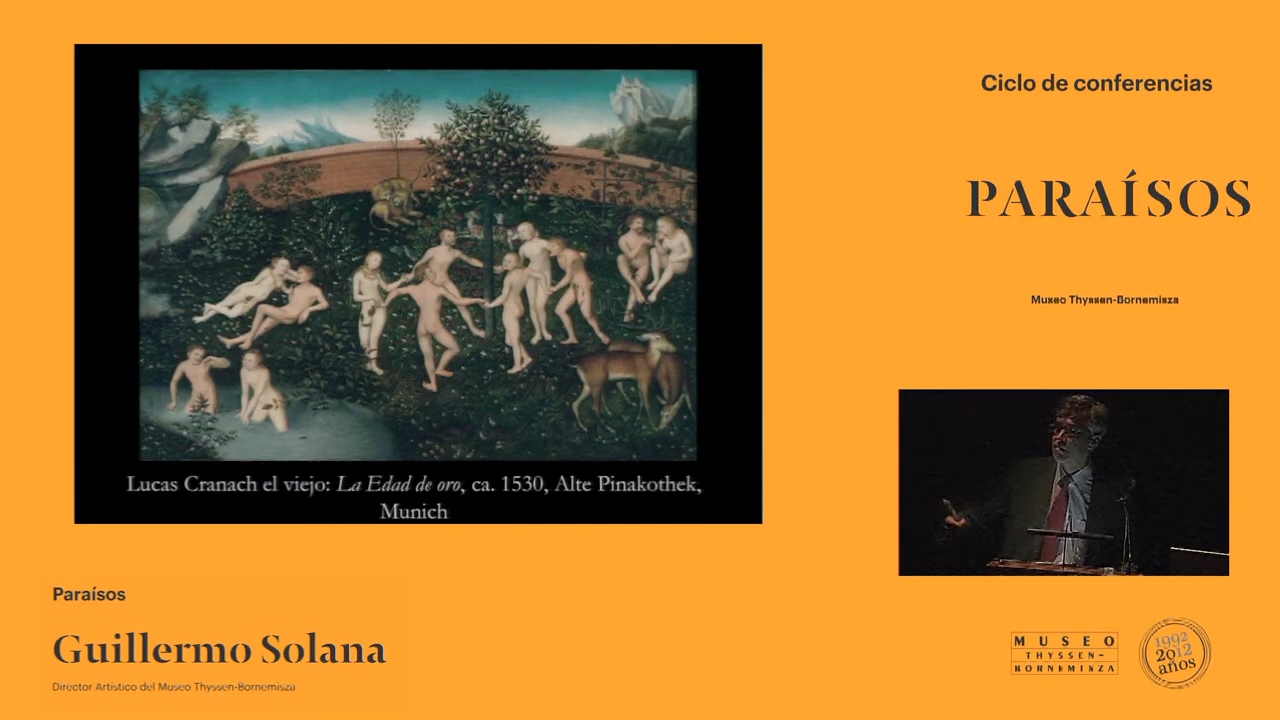 Ciclo de conferencias
PARAÍSOS
Museo Thyssen-Bornemisza
Lucas Cranach el viejo: La Edad de oro, ca. 1530, Alte Pinakothek,
Munich
Paraísos
Guillermo Solana
Director Artístico del Museo Thyssen-Bornemisza
MUSEO
THYSSEN-
BORNEMISZA
1992
2012
años